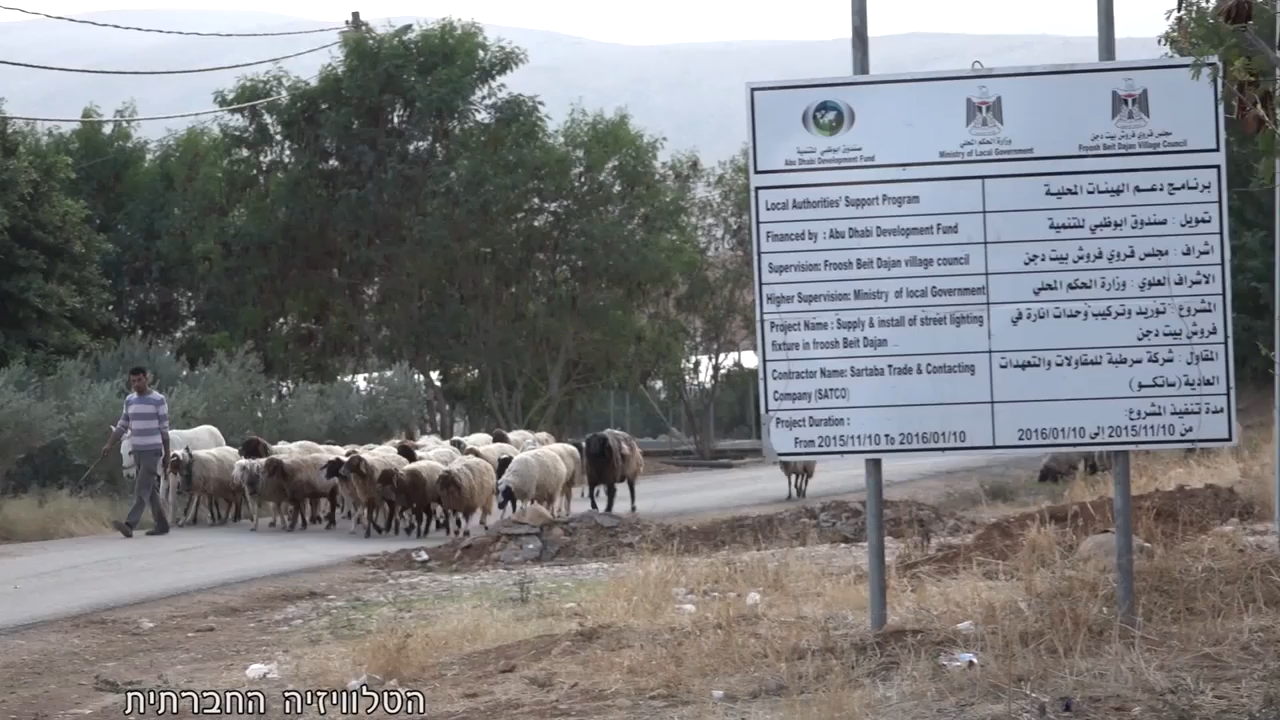 صندوق أبوظبي للتنمية
Abu Dhabi Development Fund
وزارة الحكم المحلي
Ministry of Local Government
مجلس قروي فروش بيت دجن
Froosh Beit Dajan Village Council
Local Authorities' Support Program
برنامج دعم الهيئات المحلية
Financed by : Abu Dhabi Development Fund
تمويل : صندوق ابوظبي للتنمية
Supervision: Froosh Beit Dajan village council
اشراف : مجلس قروي فروش بيت دجن
Higher Supervision: Ministry of local Government
الاشراف العلوي : وزارة الحكم المحلي
Project Name : Supply & install of street lighting
fixture in froosh Beit Dajan
المشروع : توريد وتركيب وحدات انارة في
فروش بيت دجن
Contractor Name: Sartaba Trade & Contacting
Company (SATCO)
المقاول : شركة سرطبة للمقاولات والتعهدات
العادية (ساتكو)
Project Duration :
From 2015/11/10 To 2016/01/10
مدة تنفيذ المشروع:
من 2015/11/10 إلى 2016/01/10
הטלוויזיה החברתית